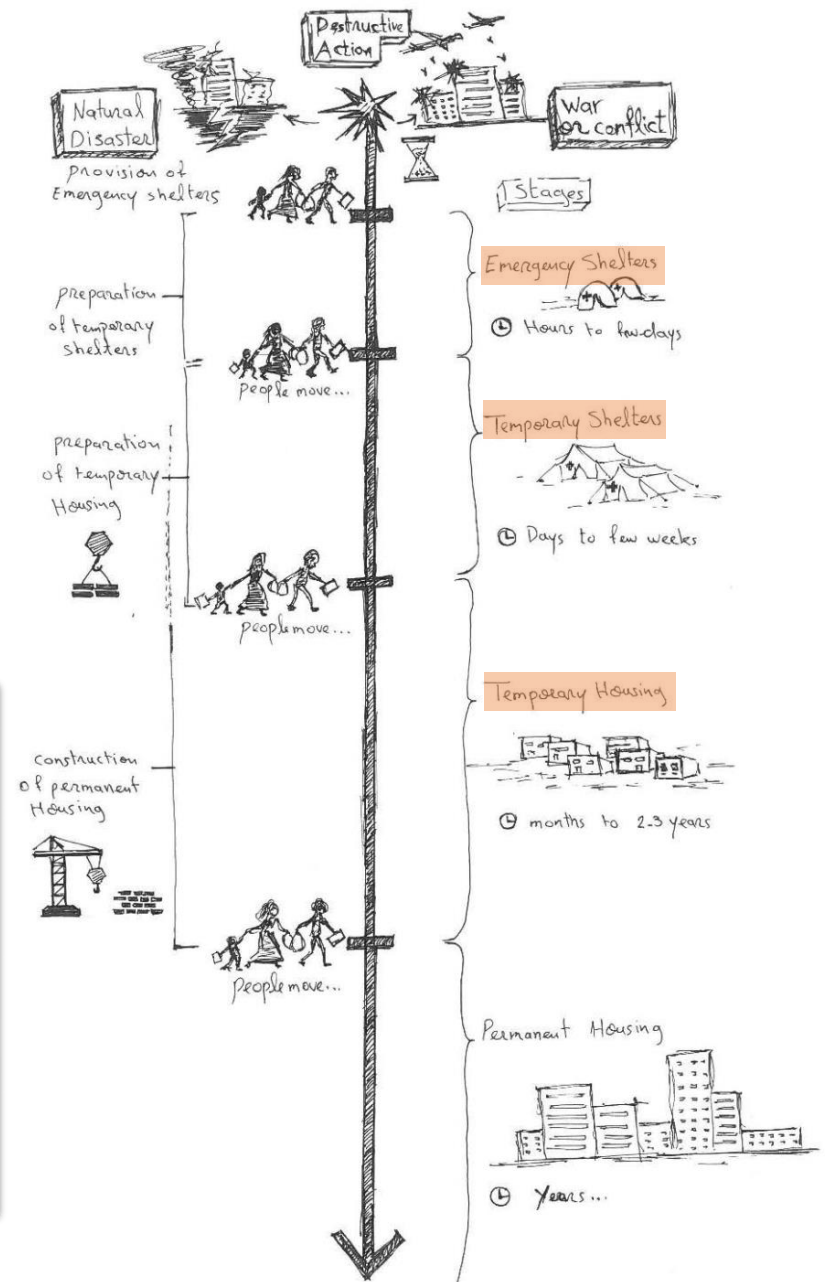 Destructive
Action
Natural
Disaster
War
or conflict
provision of
Emergency shelters
Stages
Emergency Shelters
Hours to few-days
preparation
of temporary
shelters
people move...
Temporary Shelters
Days to few weeks
preparation
of temporary
Housing
people move...
Temporary Housing
months to 2-3 years
construction
of permanent
Housing
people move...
Permanent Housing
Years...